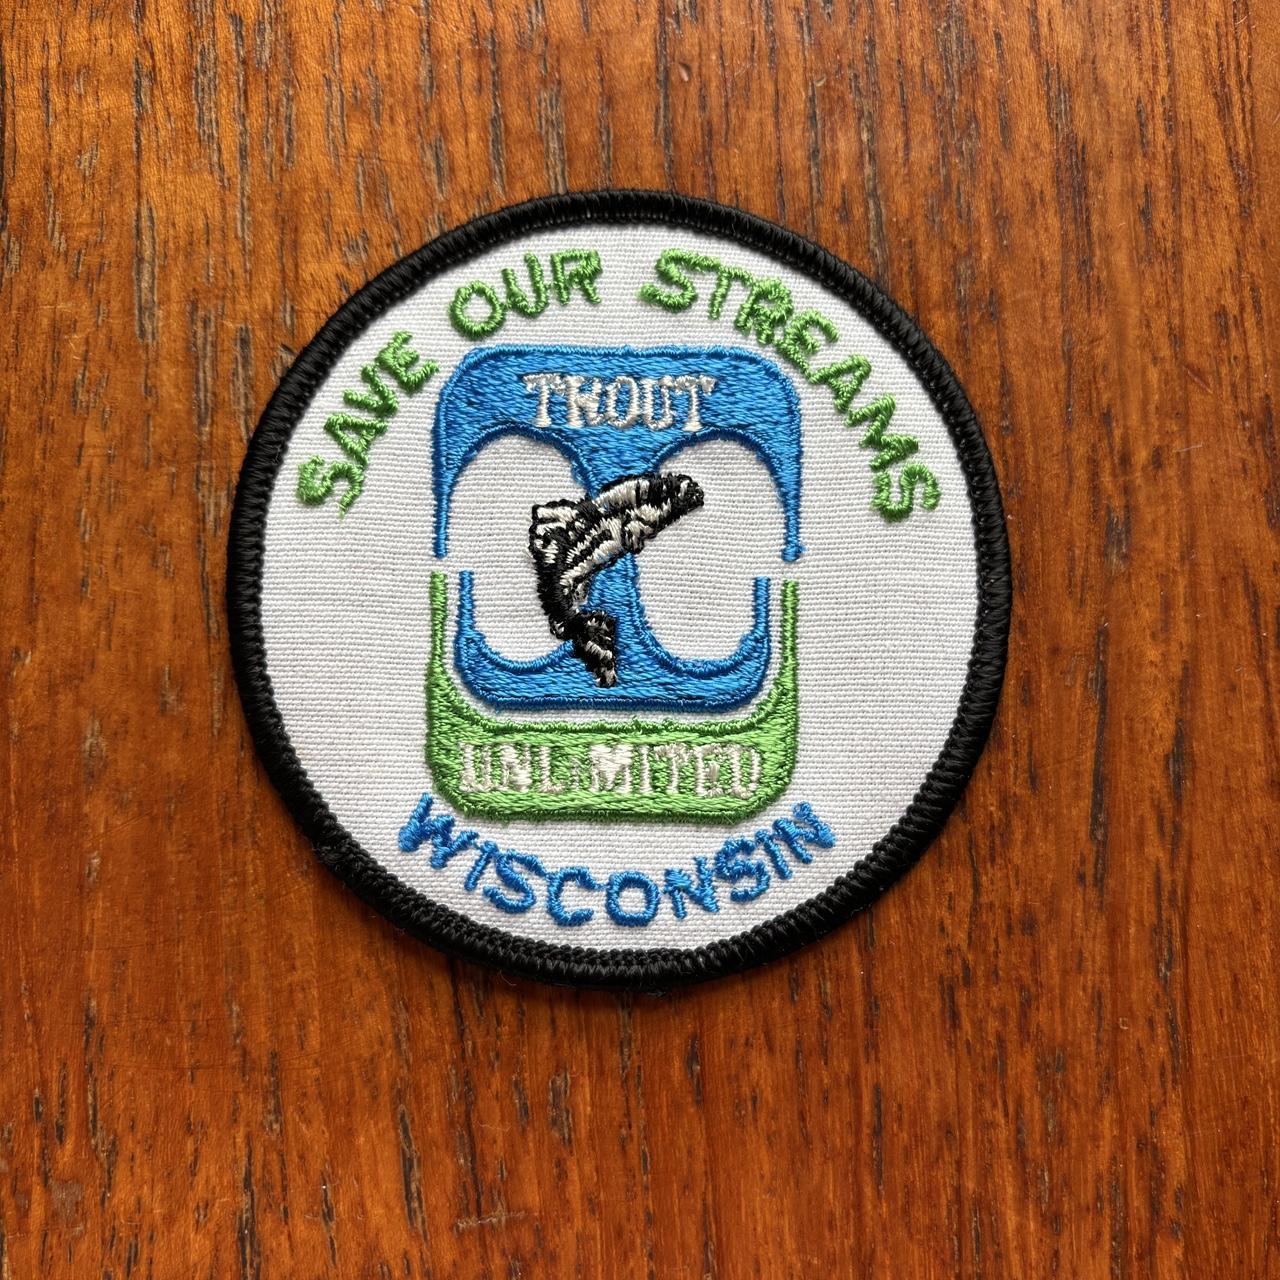 SAVE OUR STREAMS
TROUT
UNLIMITED
WISCONSIN